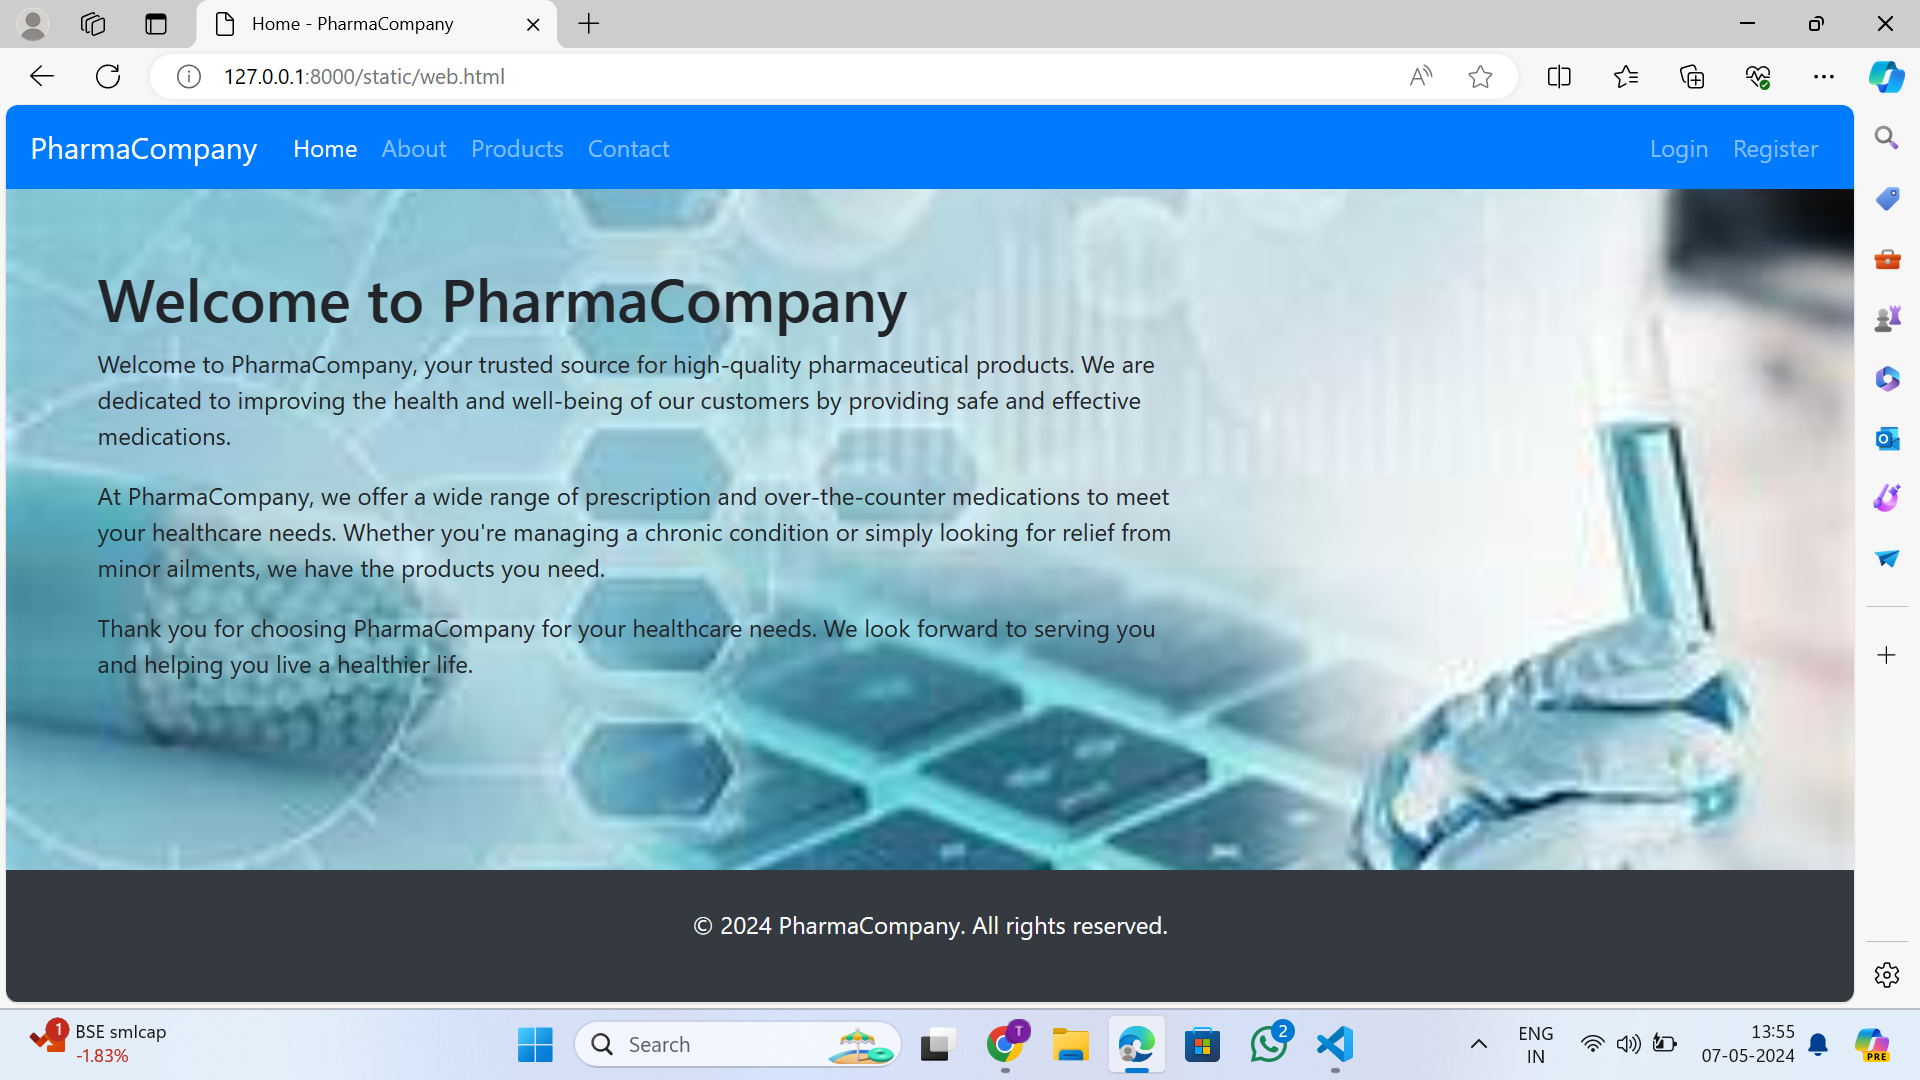 Home - PharmaCompany
127.0.0.1:8000/static/web.html
PharmaCompany Home About Products Contact Login Register
Welcome to PharmaCompany
Welcome to PharmaCompany, your trusted source for high-quality pharmaceutical products. We are
dedicated to improving the health and well-being of our customers by providing safe and effective
medications.
At PharmaCompany, we offer a wide range of prescription and over-the-counter medications to meet
your healthcare needs. Whether you're managing a chronic condition or simply looking for relief from
minor ailments, we have the products you need.
Thank you for choosing PharmaCompany for your healthcare needs. We look forward to serving you
and helping you live a healthier life.
© 2024 PharmaCompany. All rights reserved.
1
BSE smlcap
-1.83%
Search
T
2
ENG
IN
13:55
07-05-2024
PRE